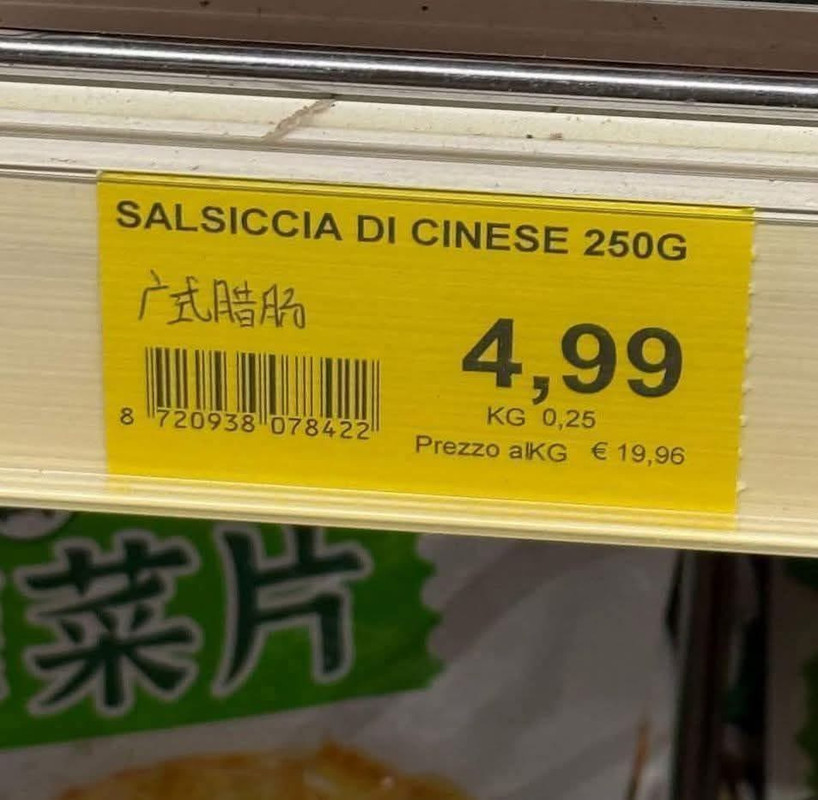 SALSICCIA DI CINESE 250G
广式腊肠
4,99
8 720938 078422
KG 0,25
Prezzo alKG € 19,96
菜片